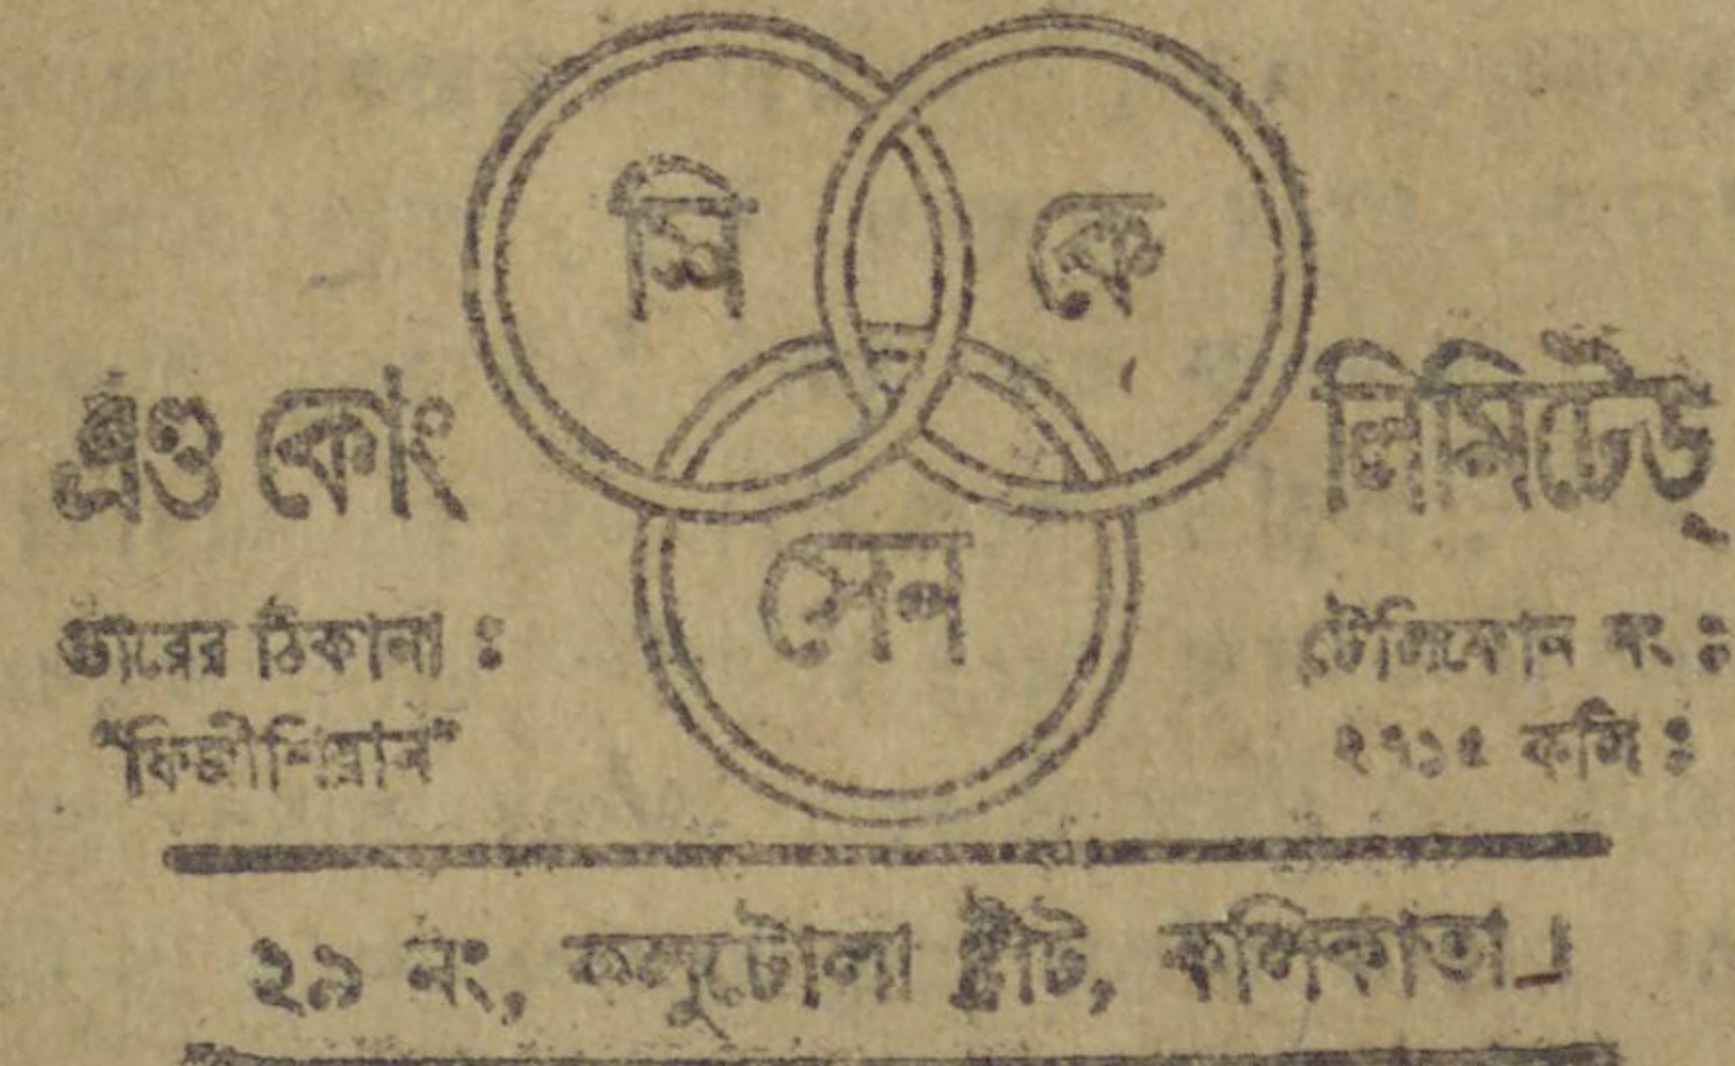 সি কে
এণ্ড কোং লিমিটেড্
সেন
তারের ঠিকানা ঃ টেলিফোন নং ঃ
২৭১৫ কলি ঃ
২৯ নং, কলুটোলা ষ্ট্রীট, কলিকাতা।